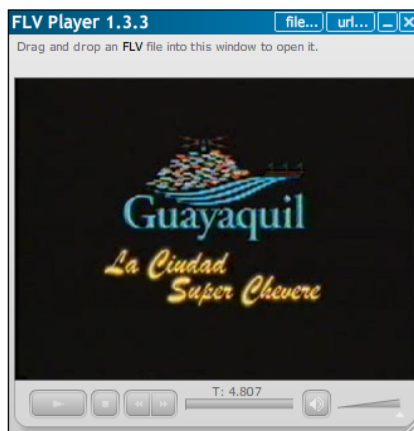 FLV Player 1.3.3 file... url...
Drag and drop an FLV file into this window to open it.
Guayaquil
La Ciudad
Super Chevere
T: 4.807